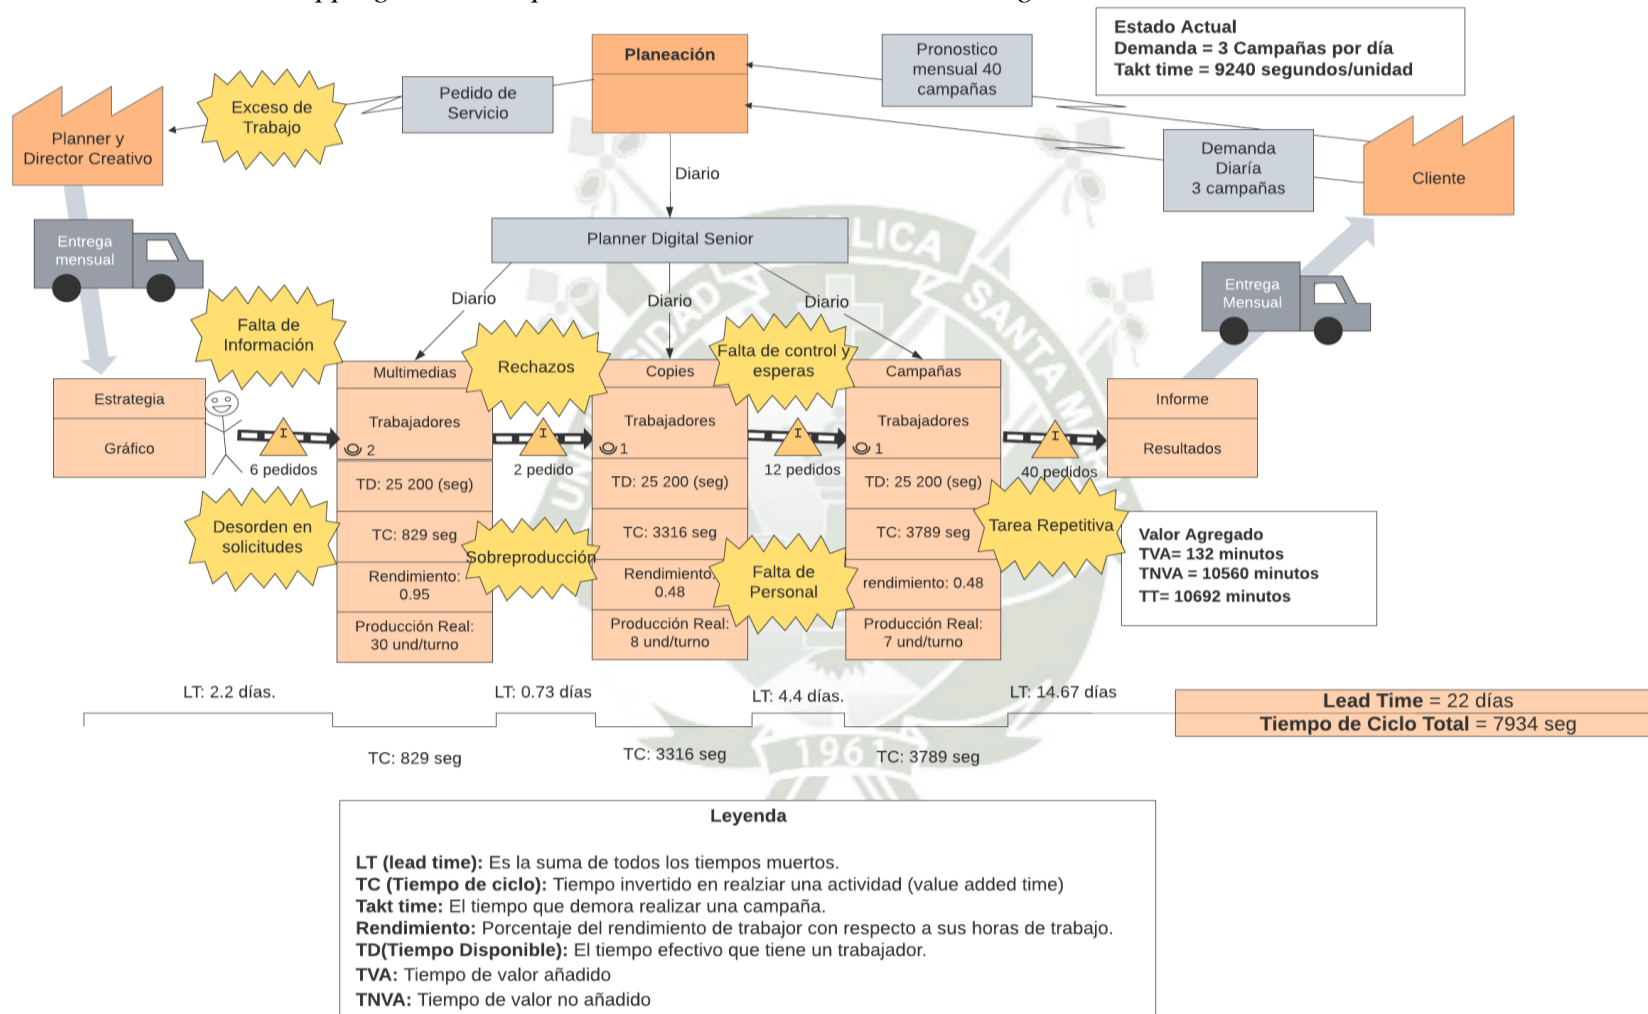 Estado Actual
Demanda = 3 Campañas por día
Takt time = 9240 segundos/unidad
Planeación
Pronostico
mensual 40
campañas
Pedido de
Servicio
Exceso de
Trabajo
Planner y
Director Creativo
Demanda
Diaría
3 campañas
Cliente
Diario
Planner Digital Senior
Entrega
mensual
Entrega
Mensual
Diario
Diario
Diario
Falta de
Información
Rechazos
Falta de control y
esperas
Multimedias
Copies
Campañas
Estrategia
Gráfico
Informe
Resultados
Trabajadores
2
Trabajadores
1
Trabajadores
1
I
6 pedidos
I
2 pedido
I
12 pedidos
I
40 pedidos
TD: 25 200 (seg)
TD: 25 200 (seg)
TD: 25 200 (seg)
Desorden en
solicitudes
TC: 829 seg
TC: 3316 seg
TC: 3789 seg
Sobreproducción
Falta de
Personal
Tarea Repetitiva
Rendimiento:
0.95
Rendimiento:
0.48
rendimiento: 0.48
Producción Real:
30 und/turno
Producción Real:
8 und/turno
Producción Real:
7 und/turno
Valor Agregado
TVA= 132 minutos
TNVA = 10560 minutos
TT= 10692 minutos
LT: 2.2 días.
LT: 0.73 días
LT: 4.4 días.
LT: 14.67 días
Lead Time = 22 días
Tiempo de Ciclo Total = 7934 seg
TC: 829 seg
TC: 3316 seg
TC: 3789 seg
Leyenda
LT (lead time): Es la suma de todos los tiempos muertos.
TC (Tiempo de ciclo): Tiempo invertido en realziar una actividad (value added time)
Takt time: El tiempo que demora realizar una campaña.
Rendimiento: Porcentaje del rendimiento de trabajor con respecto a sus horas de trabajo.
TD(Tiempo Disponible): El tiempo efectivo que tiene un trabajador.
TVA: Tiempo de valor añadido
TNVA: Tiempo de valor no añadido
LICA
SIDAD
SANTA M
UN
1961